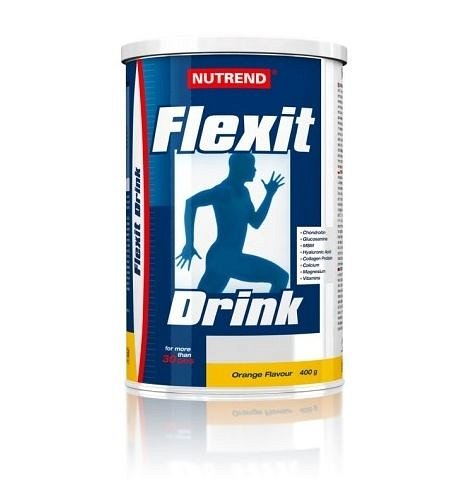 NUTREND
Flexit
Drink
Flexit Drink
• Chondroitin
• Glucosamine
• MSM
• Hyaluronic Acid
• Collagen Protein
• Calcium
• Magnesium
• Vitamins
for more
than
30
Orange Flavour 400 g